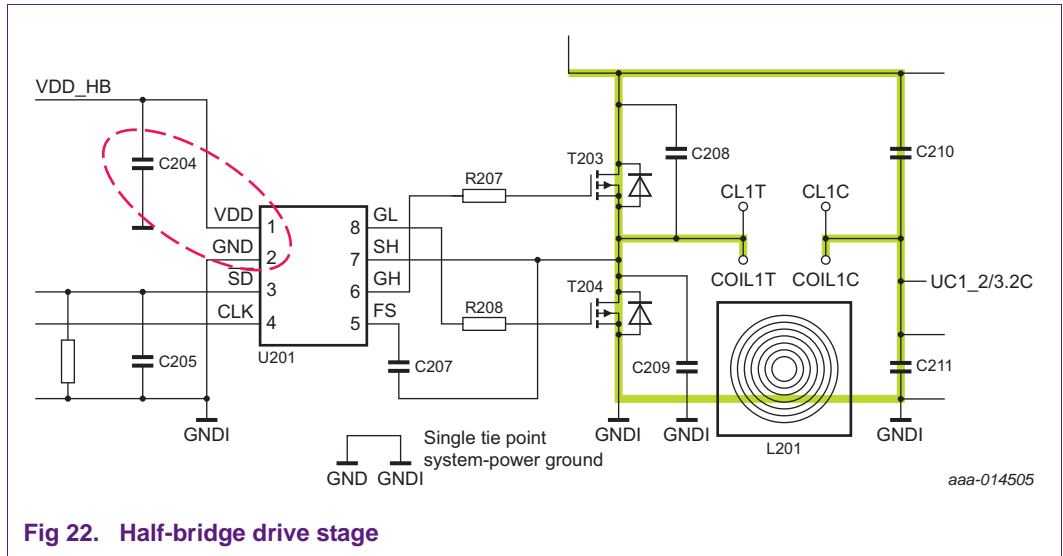 VDD_HB
C204
VDD
GND
SD
CLK
1
2
3
4
8
7
6
5
GL
SH
GH
FS
U201
C205
GNDI
R207
R208
C207
T203
T204
C208
C209
C210
C211
CL1T
CL1C
COIL1T
COIL1C
UC1_2/3.2C
GNDI
GNDI
GNDI
L201
GND GNDI
Single tie point
system-power ground
aaa-014505
Fig 22. Half-bridge drive stage